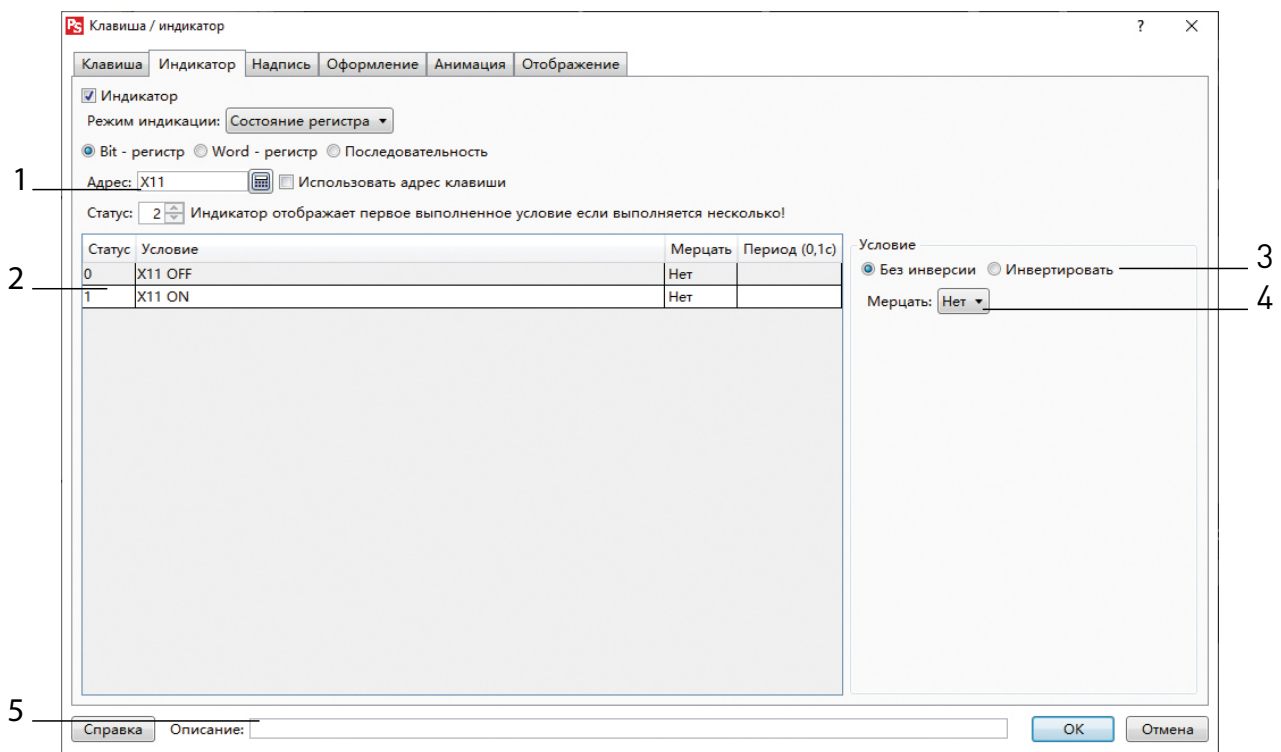 PS Клавиша / индикатор ? ×
Клавиша Индикатор Надпись Оформление Анимация Отображение
Индикатор
Режим индикации: Состояние регистра
Bit - регистр Word - регистр Последовательность
1 Адрес: X11 Использовать адрес клавиши
Статус: 2 Индикатор отображает первое выполненное условие если выполняется несколько!
Статус Условие Мерцать Период (0,1с)
0 X11 OFF Нет
1 X11 ON Нет
2
Условие
Без инверсии Инвертировать 3
Мерцать: Нет 4
5
Справка Описание: OK Отмена